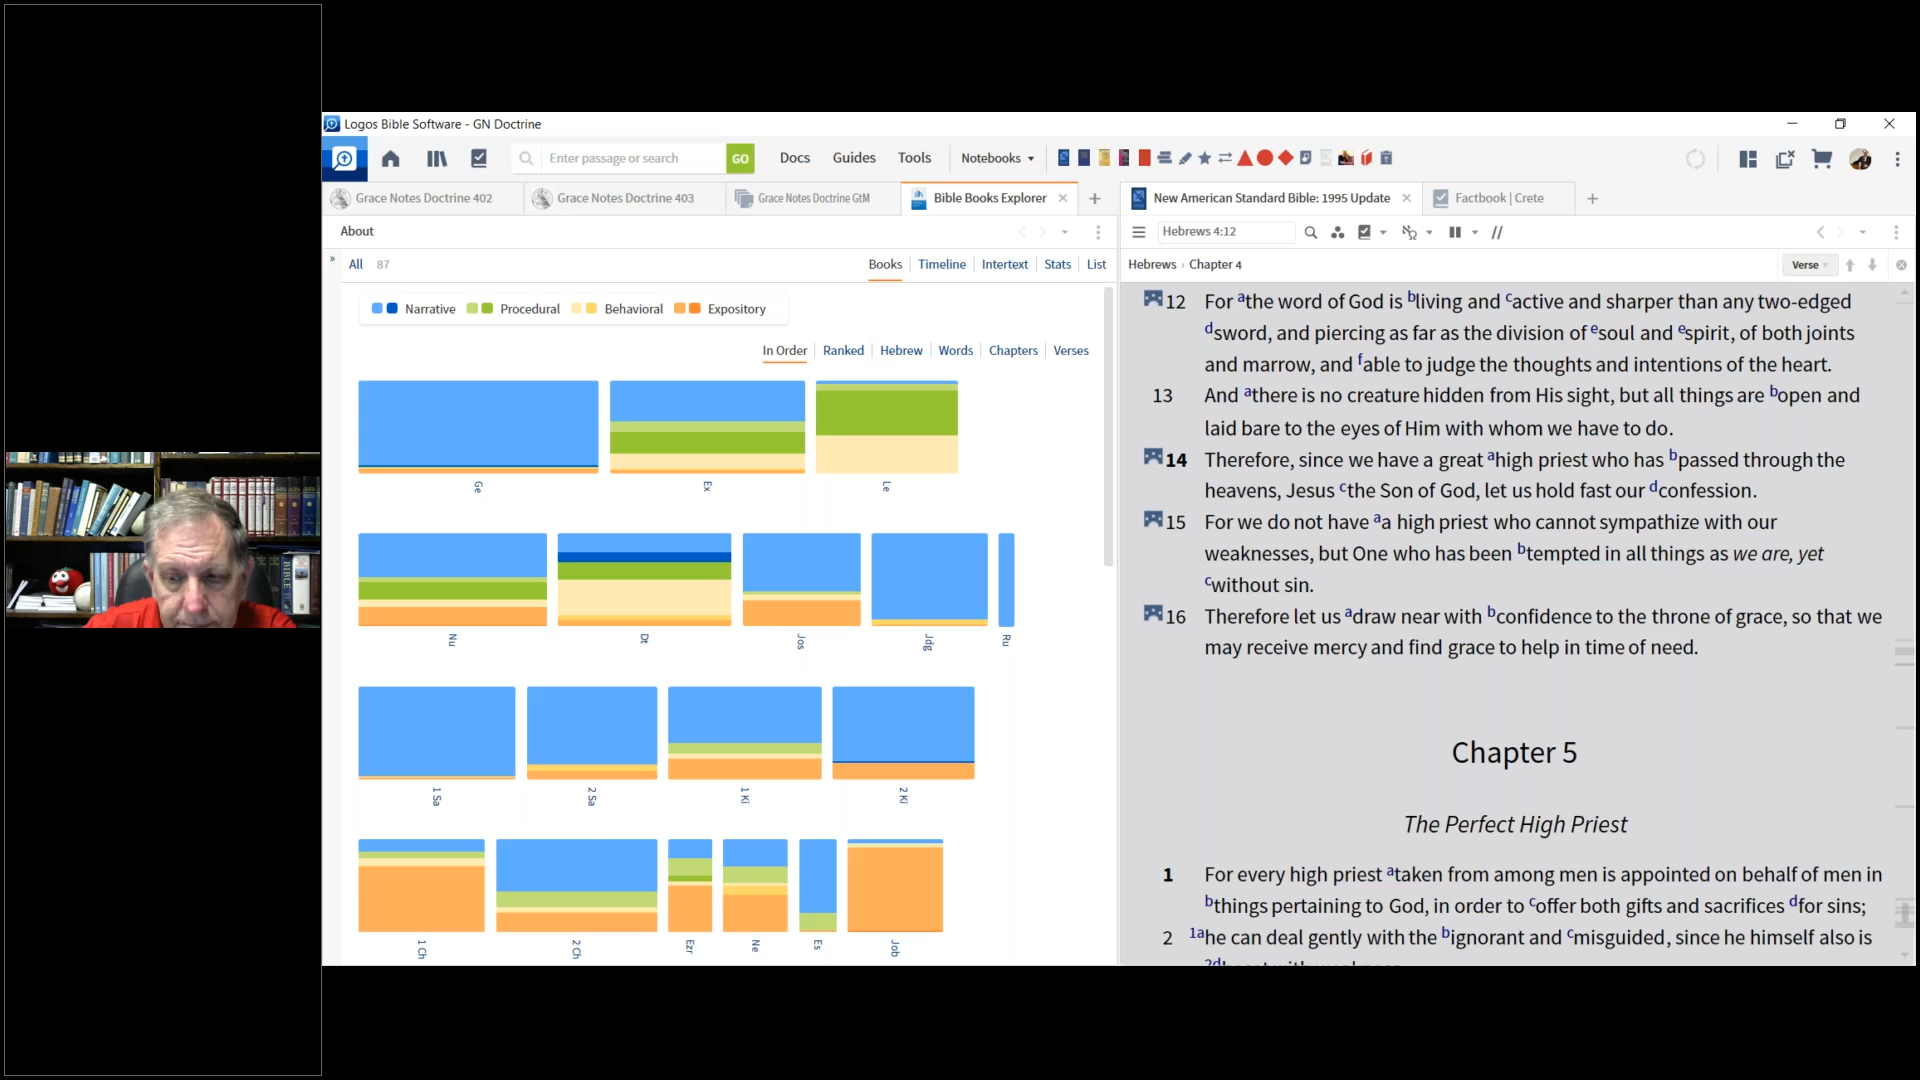 Logos Bible Software - GN Doctrine
Enter passage or search
GO
Docs
Guides
Tools
Notebooks
Grace Notes Doctrine 402
Grace Notes Doctrine 403
Grace Notes Doctrine GtM
Bible Books Explorer
About
All 87
Books
Timeline
Intertext
Stats
List
Narrative
Procedural
Behavioral
Expository
In Order
Ranked
Hebrew
Words
Chapters
Verses
Ge
Ex
Le
Nu
Dt
Jos
Jdg
Ru
1 Sa
2 Sa
1 Ki
2 Ki
1 Ch
2 Ch
Ezr
Ne
Es
Job
BIBLE
New American Standard Bible: 1995 Update
Factbook | Crete
Hebrews 4:12
Hebrews › Chapter 4
Verse
12 For athe word of God is bliving and cactive and sharper than any two-edged
dsword, and piercing as far as the division of esoul and espirit, of both joints
and marrow, and fable to judge the thoughts and intentions of the heart.
13 And athere is no creature hidden from His sight, but all things are bopen and
laid bare to the eyes of Him with whom we have to do.
14 Therefore, since we have a great ahigh priest who has bpassed through the
heavens, Jesus cthe Son of God, let us hold fast our dconfession.
15 For we do not have aa high priest who cannot sympathize with our
weaknesses, but One who has been btempted in all things as we are, yet
cwithout sin.
16 Therefore let us adraw near with bconfidence to the throne of grace, so that we
may receive mercy and find grace to help in time of need.
Chapter 5
The Perfect High Priest
1 For every high priest ataken from among men is appointed on behalf of men in
bthings pertaining to God, in order to coffer both gifts and sacrifices dfor sins;
2 1ahe can deal gently with the bignorant and cmisguided, since he himself also is